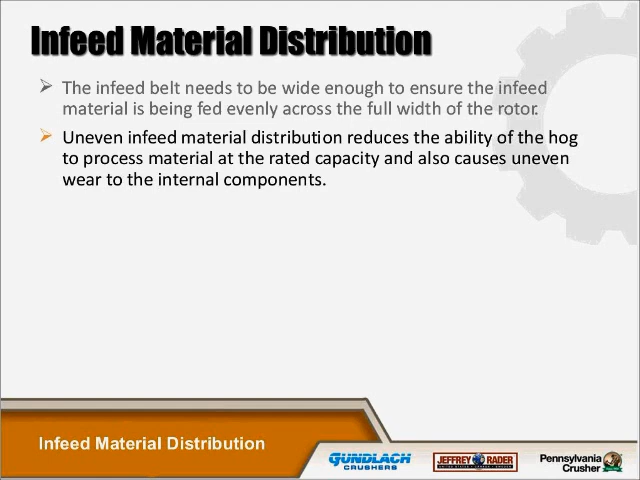 Infeed Material Distribution
The infeed belt needs to be wide enough to ensure the infeed
material is being fed evenly across the full width of the rotor.
Uneven infeed material distribution reduces the ability of the hog
to process material at the rated capacity and also causes uneven
wear to the internal components.
Infeed Material Distribution
GUNDLACH
CRUSHERS
JEFFREY RADER
Pennsylvania
Crusher